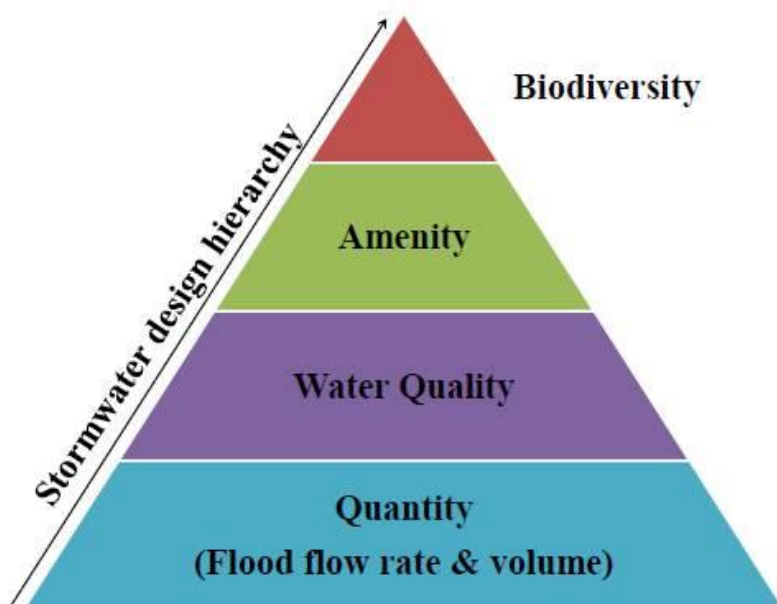 Biodiversity
Amenity
Water Quality
Quantity
(Flood flow rate & volume)
Stormwater design hierarchy